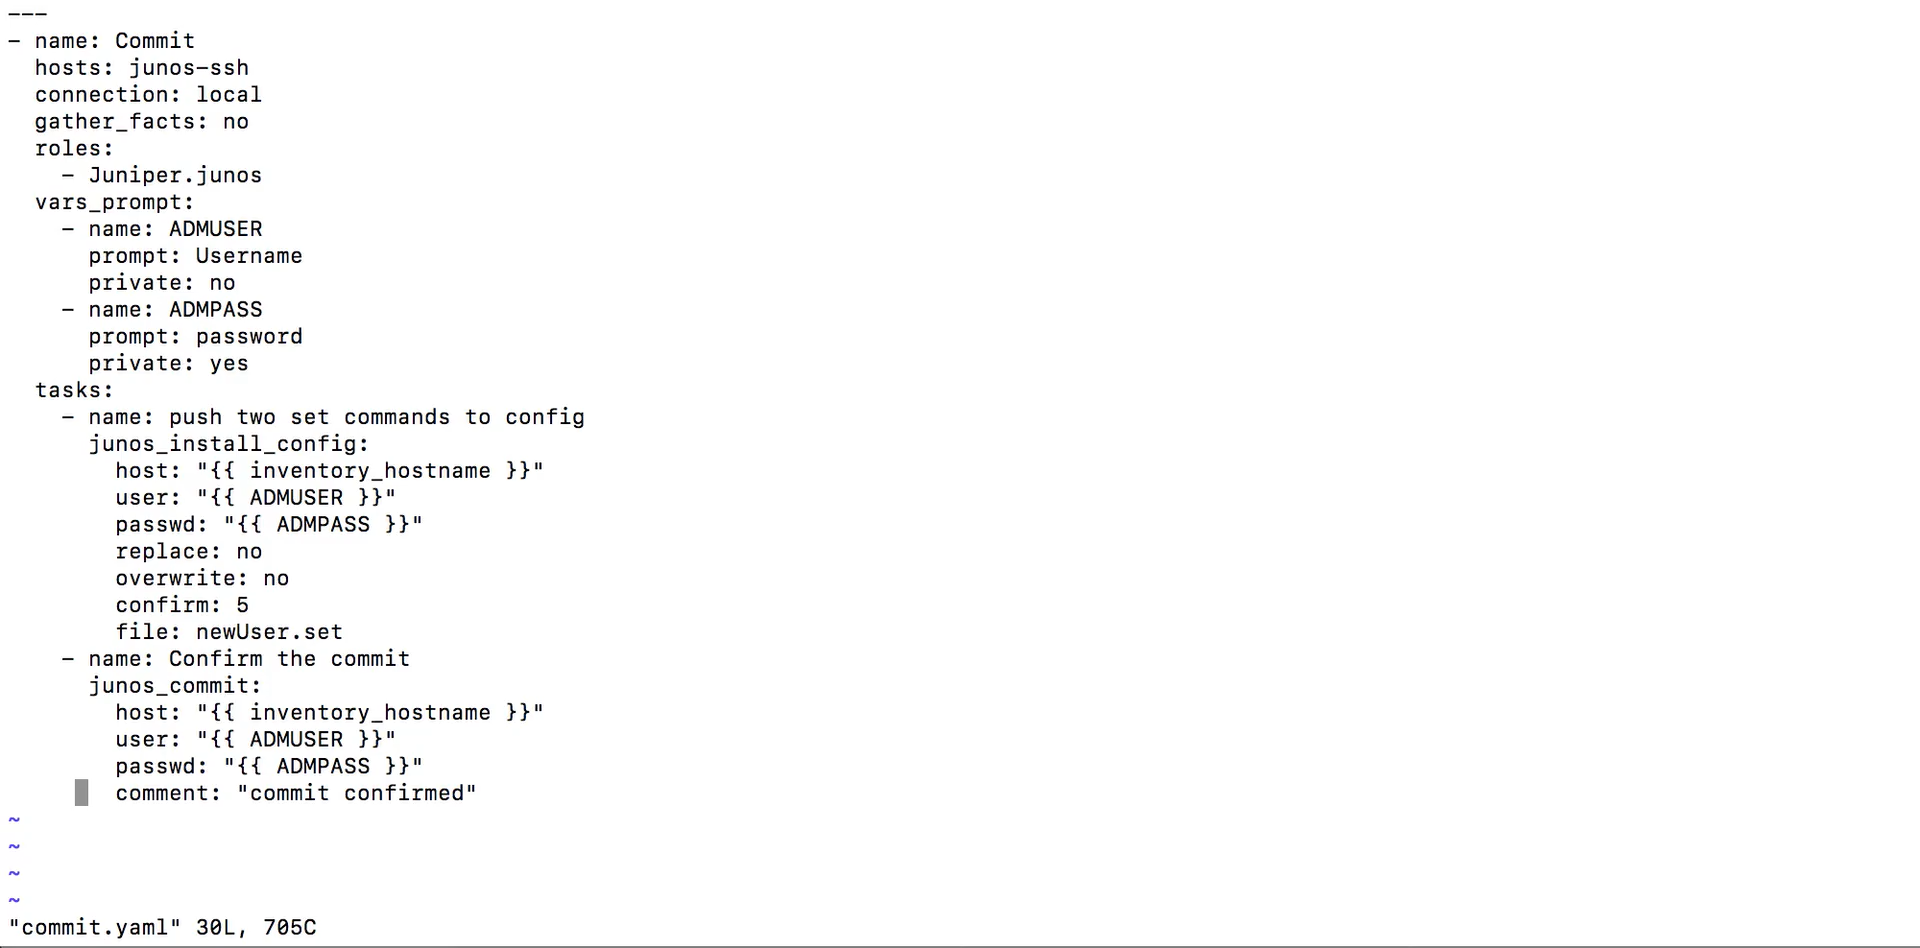 ---
- name: Commit
  hosts: junos-ssh
  connection: local
  gather_facts: no
  roles:
    - Juniper.junos
  vars_prompt:
    - name: ADMUSER
      prompt: Username
      private: no
    - name: ADMPASS
      prompt: password
      private: yes
  tasks:
    - name: push two set commands to config
      junos_install_config:
        host: "{{ inventory_hostname }}"
        user: "{{ ADMUSER }}"
        passwd: "{{ ADMPASS }}"
        replace: no
        overwrite: no
        confirm: 5
        file: newUser.set
    - name: Confirm the commit
      junos_commit:
        host: "{{ inventory_hostname }}"
        user: "{{ ADMUSER }}"
        passwd: "{{ ADMPASS }}"
        comment: "commit confirmed"
~
~
~
~
"commit.yaml" 30L, 705C